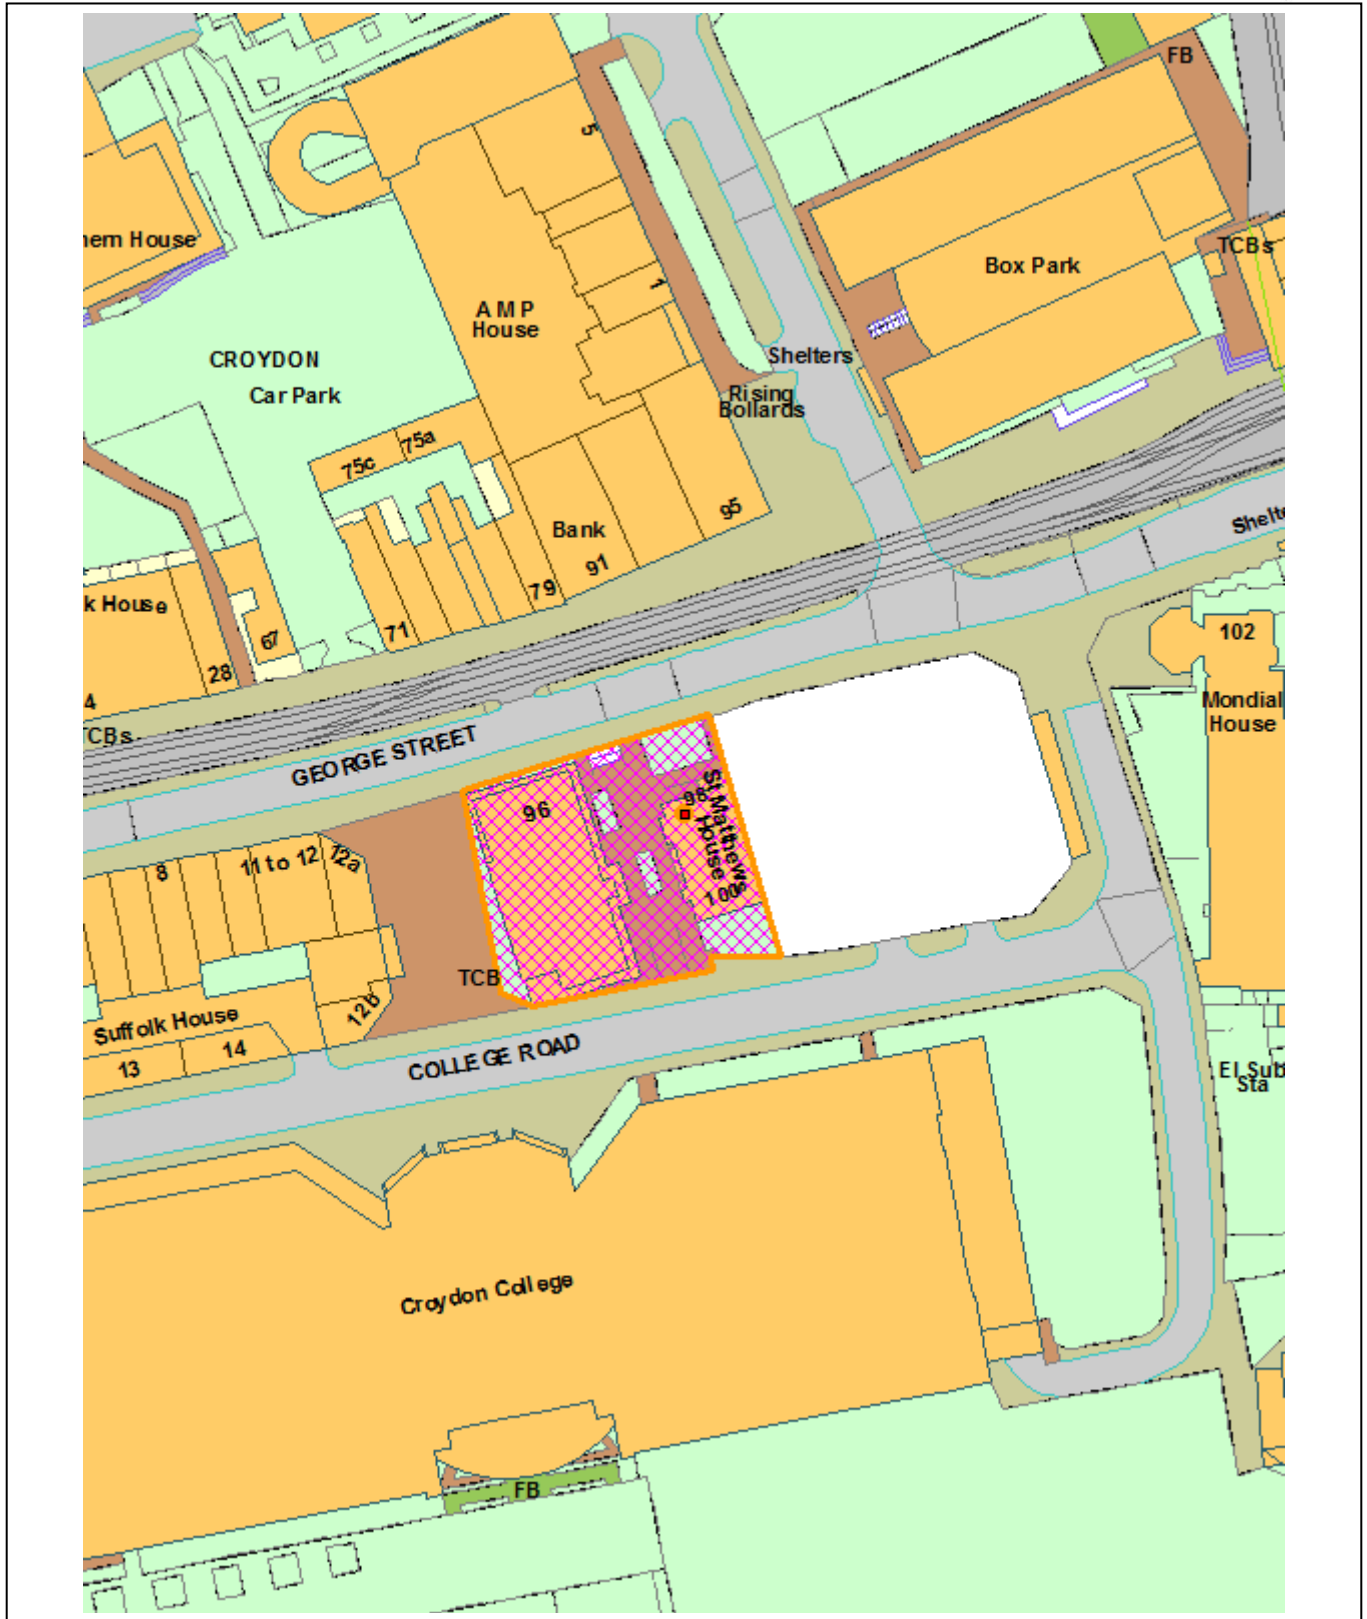 FB
5
hern House
TCBs
Box Park
1
AMP
House
Shelters
CROYDON
Car Park
Rising
Bollards
75c
75a
95
Bank
91
79
k House
71
67
28
4
TCBs
Shelte
102
Mondial
House
GEORGE STREET
96
98
St Matthews
House
100
8
11 to 12
12a
TCB
12b
Suffolk House
13
14
COLLEGE ROAD
El Sub
Sta
Croydon College
FB